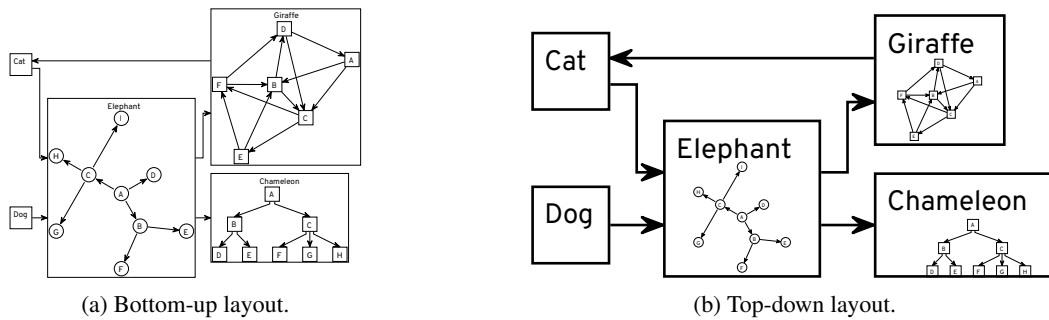 Giraffe
D
A
Cat
F
B
C
E
Elephant
I
H
C
A
D
B
G
E
F
Dog
Chameleon
A
B
C
D E F G H
(a) Bottom-up layout.
Cat
Giraffe
D
A
F
B
C
E
Elephant
I
H
C
A
D
B
G
E
F
Dog
Chameleon
A
B
C
D E F G H
(b) Top-down layout.